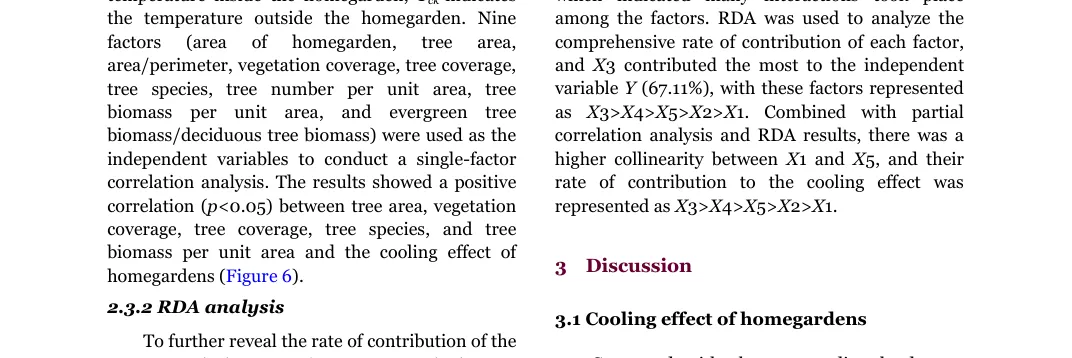 the temperature outside the homegarden. Nine
factors (area of homegarden, tree area,
area/perimeter, vegetation coverage, tree coverage,
tree species, tree number per unit area, tree
biomass per unit area, and evergreen tree
biomass/deciduous tree biomass) were used as the
independent variables to conduct a single-factor
correlation analysis. The results showed a positive
correlation (p<0.05) between tree area, vegetation
coverage, tree coverage, tree species, and tree
biomass per unit area and the cooling effect of
homegardens (Figure 6).
2.3.2 RDA analysis
To further reveal the rate of contribution of the
among the factors. RDA was used to analyze the
comprehensive rate of contribution of each factor,
and X3 contributed the most to the independent
variable Y (67.11%), with these factors represented
as X3>X4>X5>X2>X1. Combined with partial
correlation analysis and RDA results, there was a
higher collinearity between X1 and X5, and their
rate of contribution to the cooling effect was
represented as X3>X4>X5>X2>X1.
3 Discussion
3.1 Cooling effect of homegardens